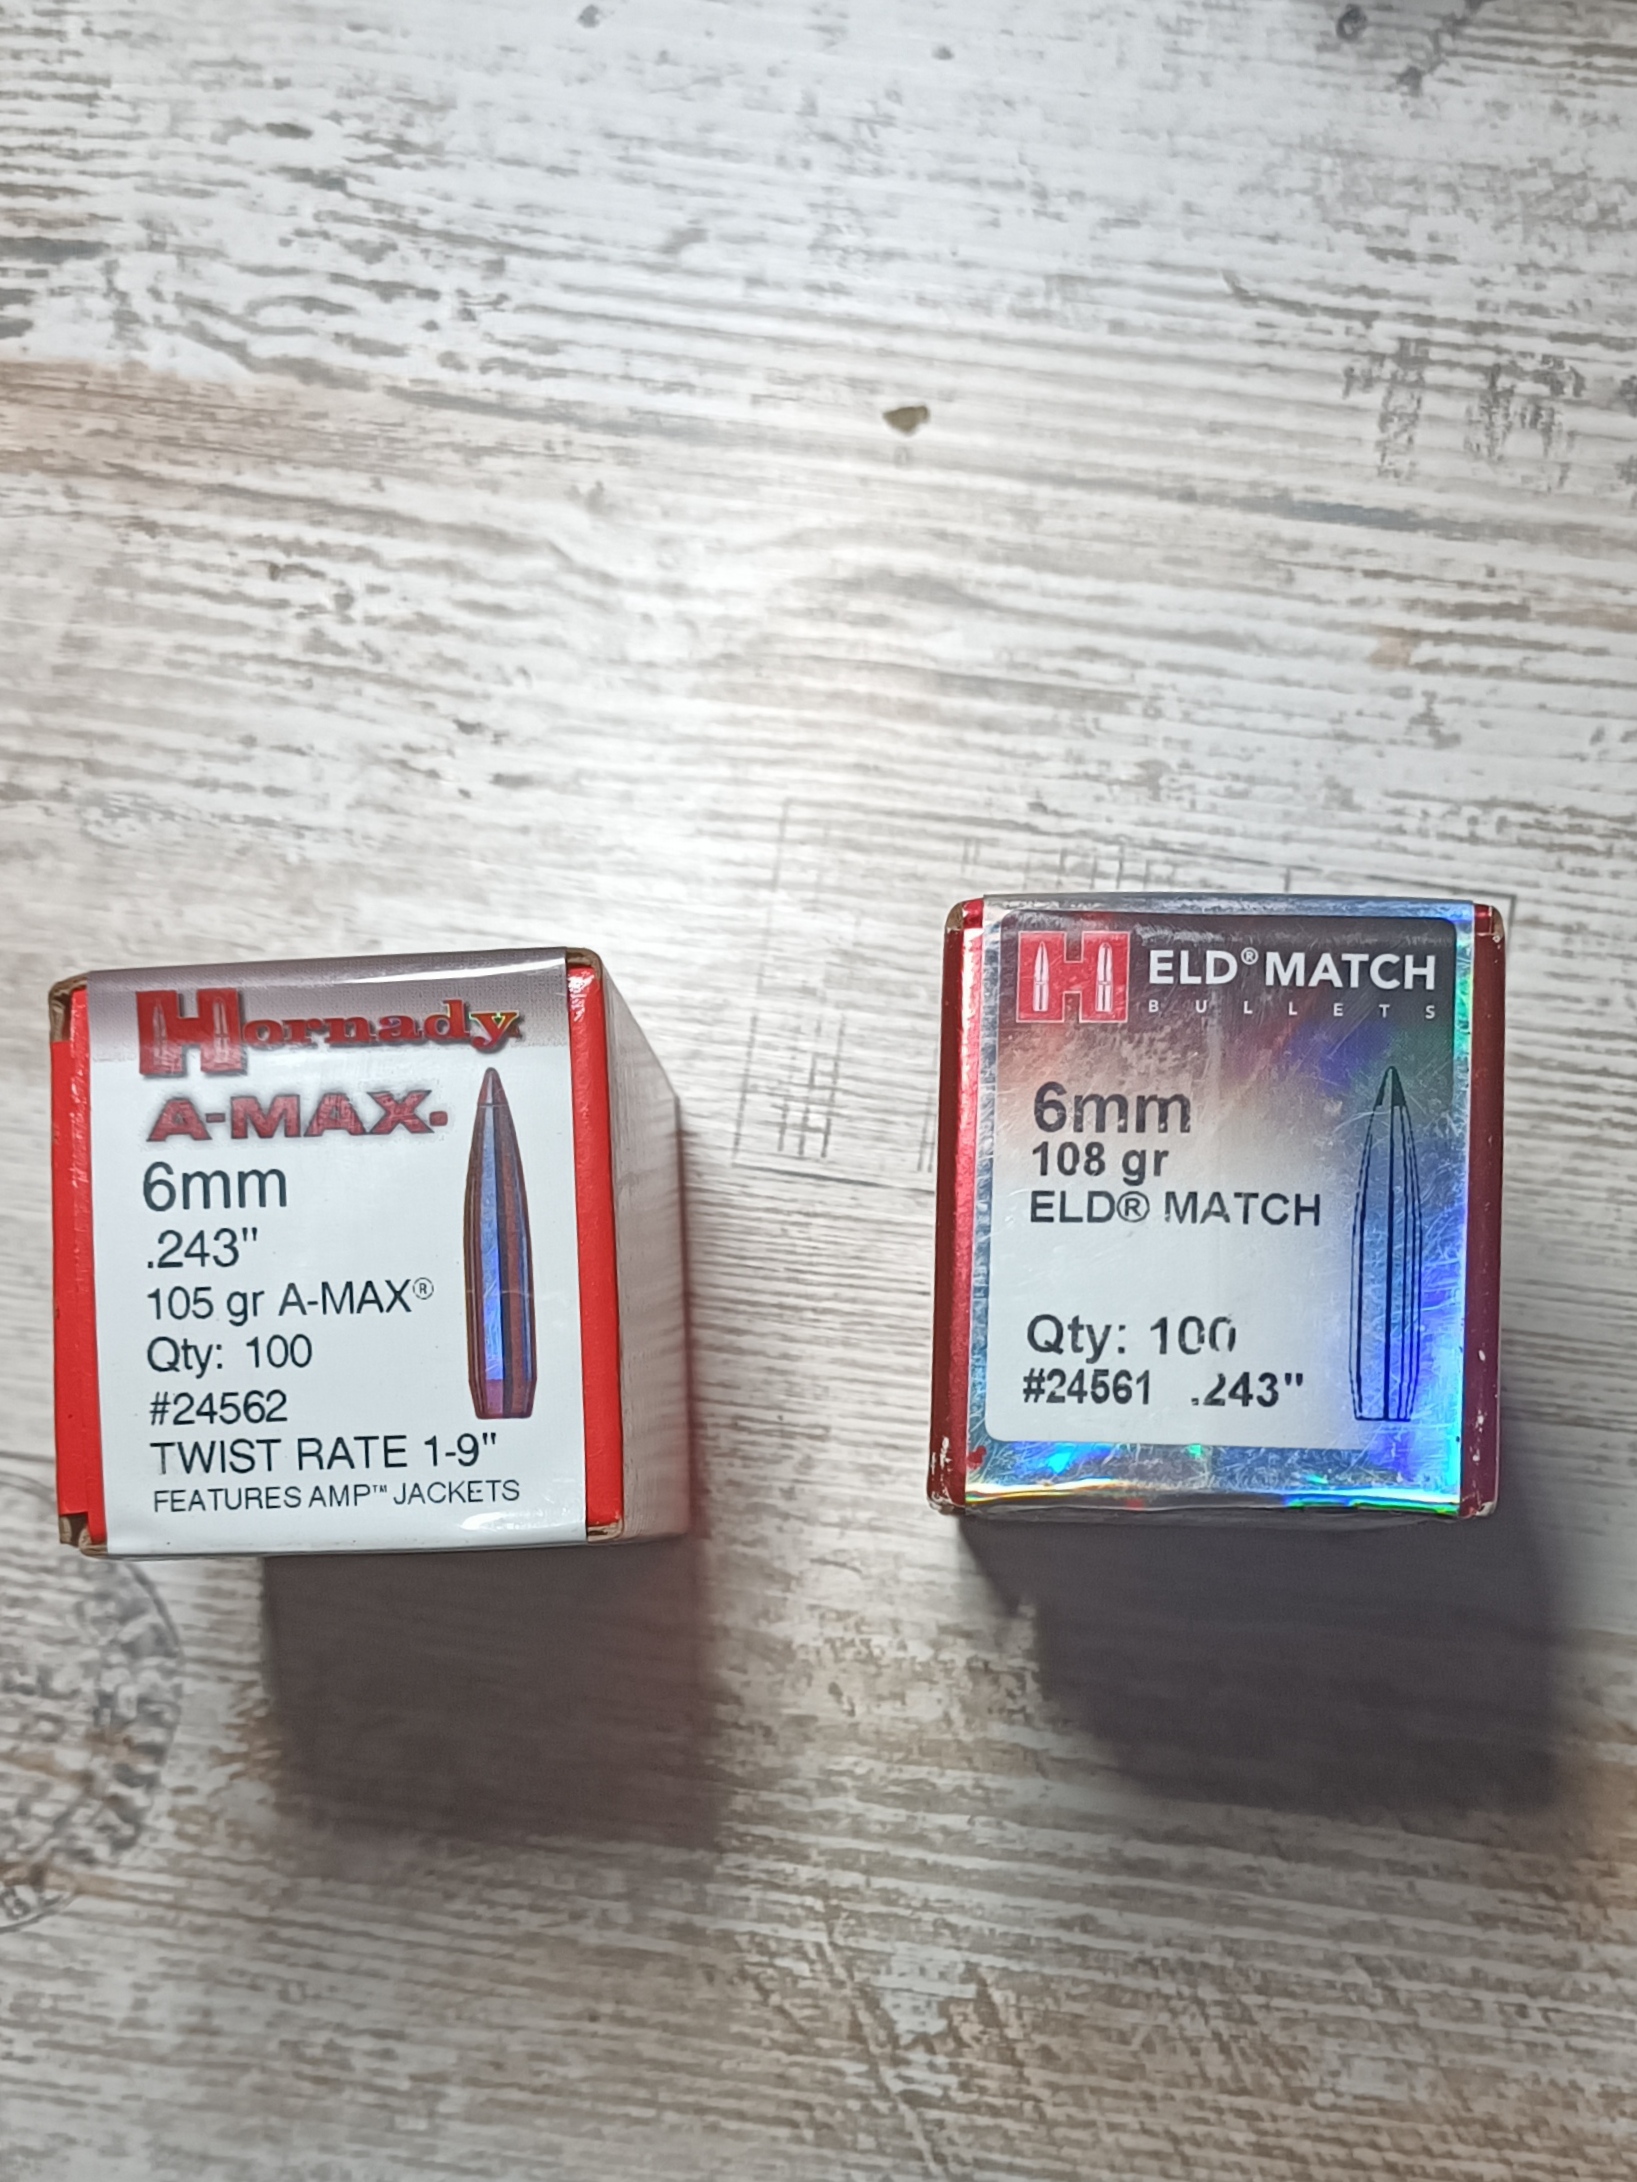 Hornady
A-MAX®
6mm
.243"
105 gr A-MAX®
Qty: 100
#24562
TWIST RATE 1-9"
FEATURES AMP™ JACKETS
H ELD® MATCH
BULLETS
6mm
108 gr
ELD® MATCH
Qty: 100
#24561 .243"